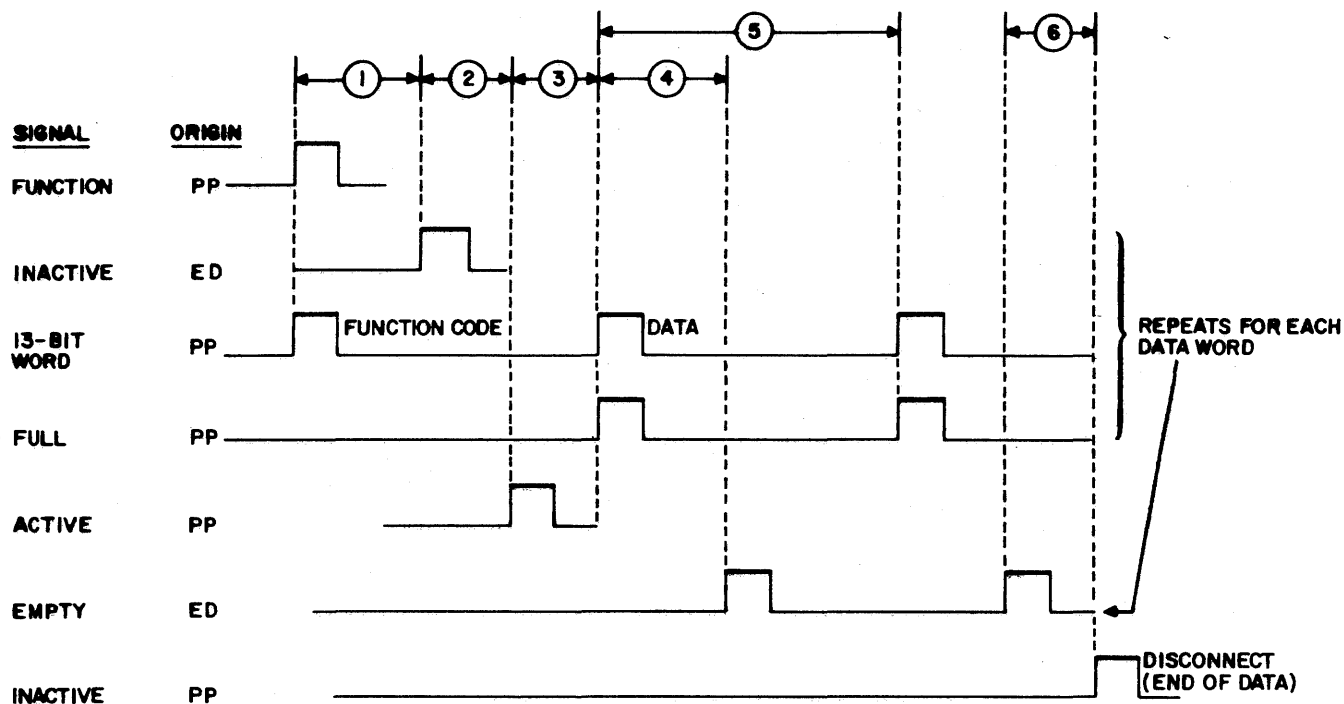 5
6
1
2
3
4
SIGNAL ORIGIN
FUNCTION PP
INACTIVE ED
13-BIT
WORD PP
FUNCTION CODE
DATA
REPEATS FOR EACH
DATA WORD
FULL PP
ACTIVE PP
EMPTY ED
DISCONNECT
(END OF DATA)
INACTIVE PP